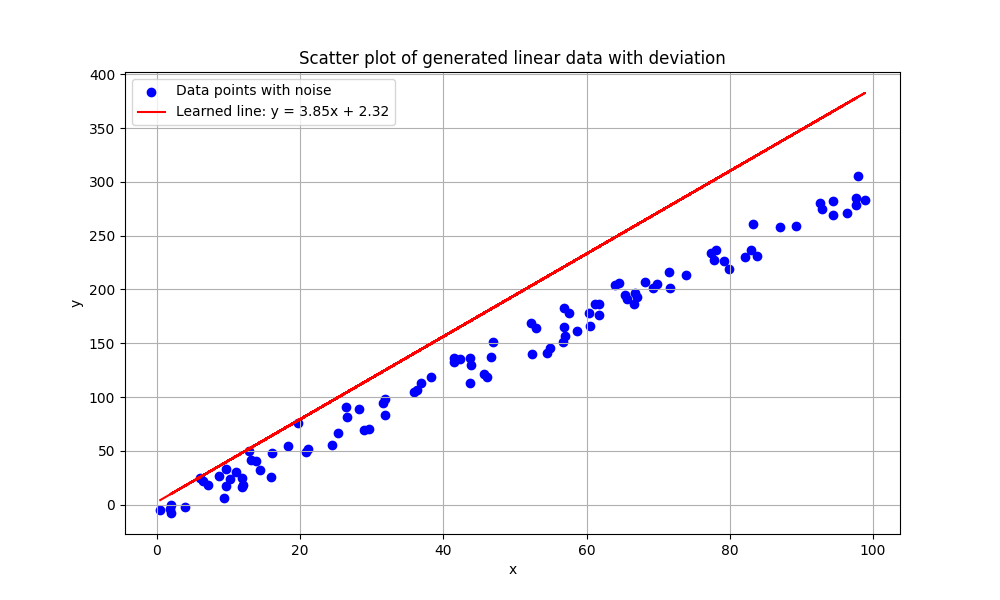 Scatter plot of generated linear data with deviation
Data points with noise
Learned line: y = 3.85x + 2.32
400
350
300
250
200
150
100
50
0
y
0 20 40 60 80 100
x